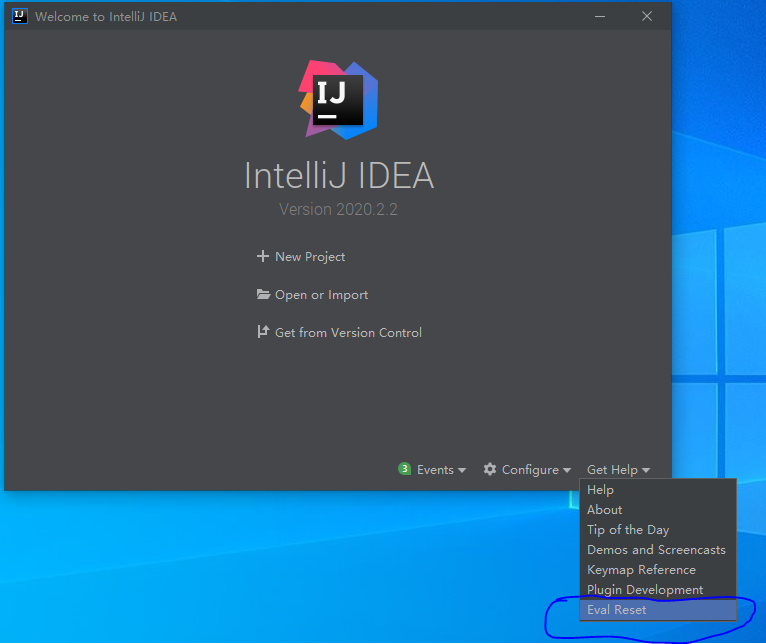 IJ Welcome to IntelliJ IDEA
IJ
IntelliJ IDEA
Version 2020.2.2
New Project
Open or Import
Get from Version Control
3 Events Configure Get Help
Help
About
Tip of the Day
Demos and Screencasts
Keymap Reference
Plugin Development
Eval Reset